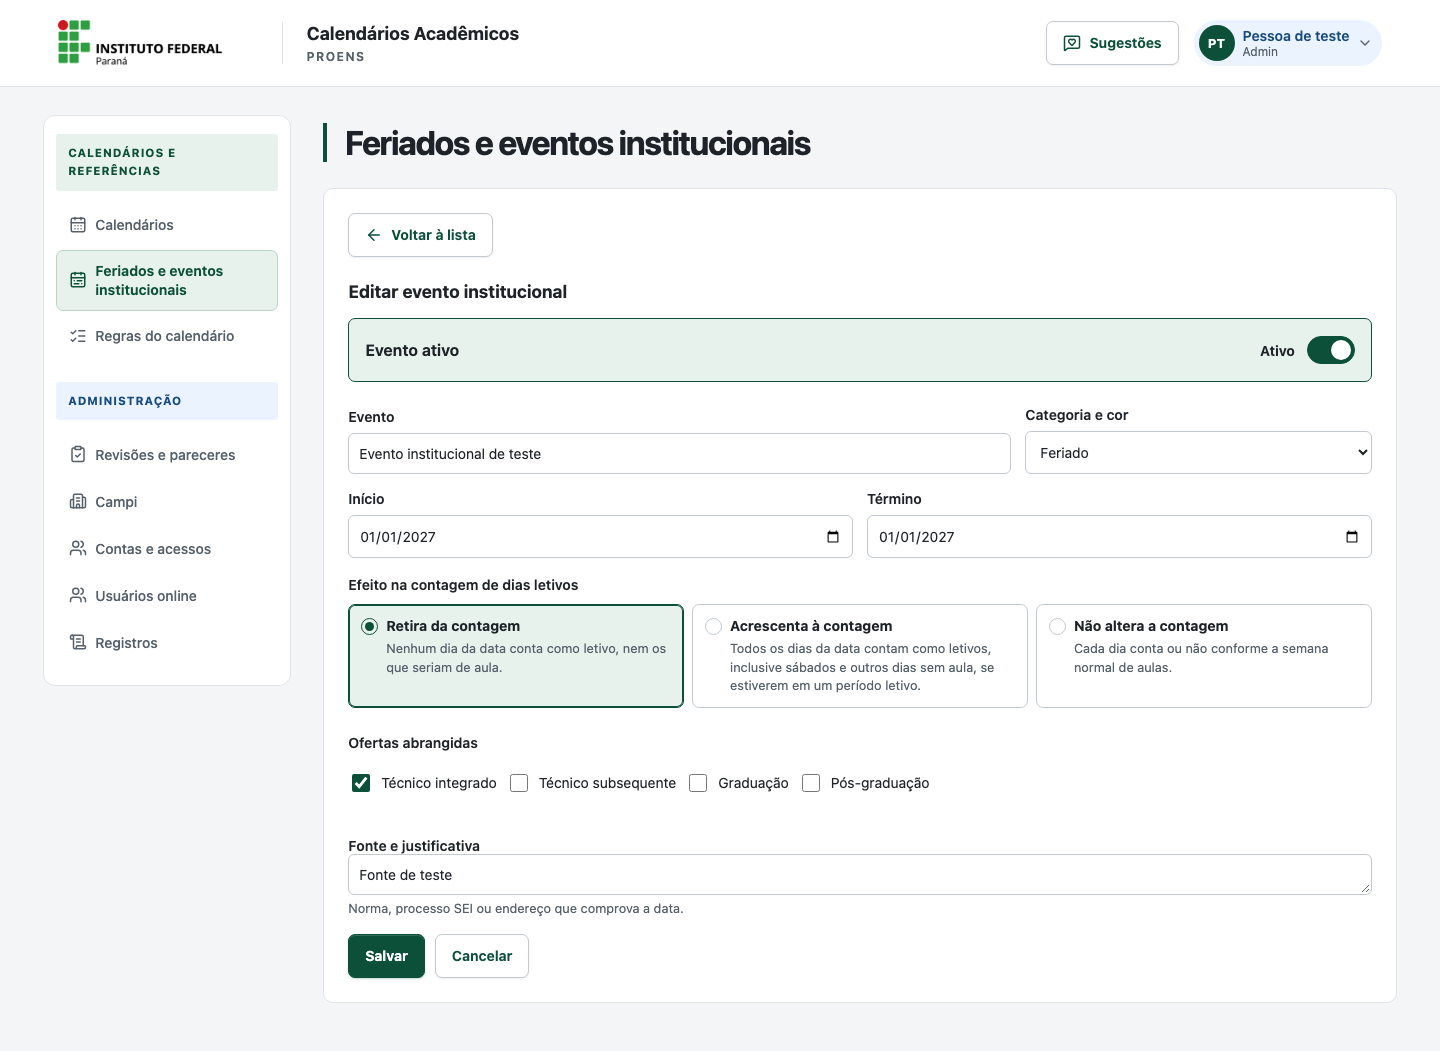 INSTITUTO FEDERAL
Paraná
Calendários Acadêmicos
PROENS
Sugestões
PT
Pessoa de teste
Admin
CALENDÁRIOS E
REFERÊNCIAS
Calendários
Feriados e eventos
institucionais
Regras do calendário
ADMINISTRAÇÃO
Revisões e pareceres
Campi
Contas e acessos
Usuários online
Registros
Feriados e eventos institucionais
Voltar à lista
Editar evento institucional
Evento ativo
Ativo
Evento
Categoria e cor
Evento institucional de teste
Feriado
Início
Término
01/01/2027
01/01/2027
Efeito na contagem de dias letivos
Retira da contagem
Nenhum dia da data conta como letivo, nem os
que seriam de aula.
Acrescenta à contagem
Todos os dias da data contam como letivos,
inclusive sábados e outros dias sem aula, se
estiverem em um período letivo.
Não altera a contagem
Cada dia conta ou não conforme a semana
normal de aulas.
Ofertas abrangidas
Técnico integrado
Técnico subsequente
Graduação
Pós-graduação
Fonte e justificativa
Fonte de teste
Norma, processo SEI ou endereço que comprova a data.
Salvar
Cancelar